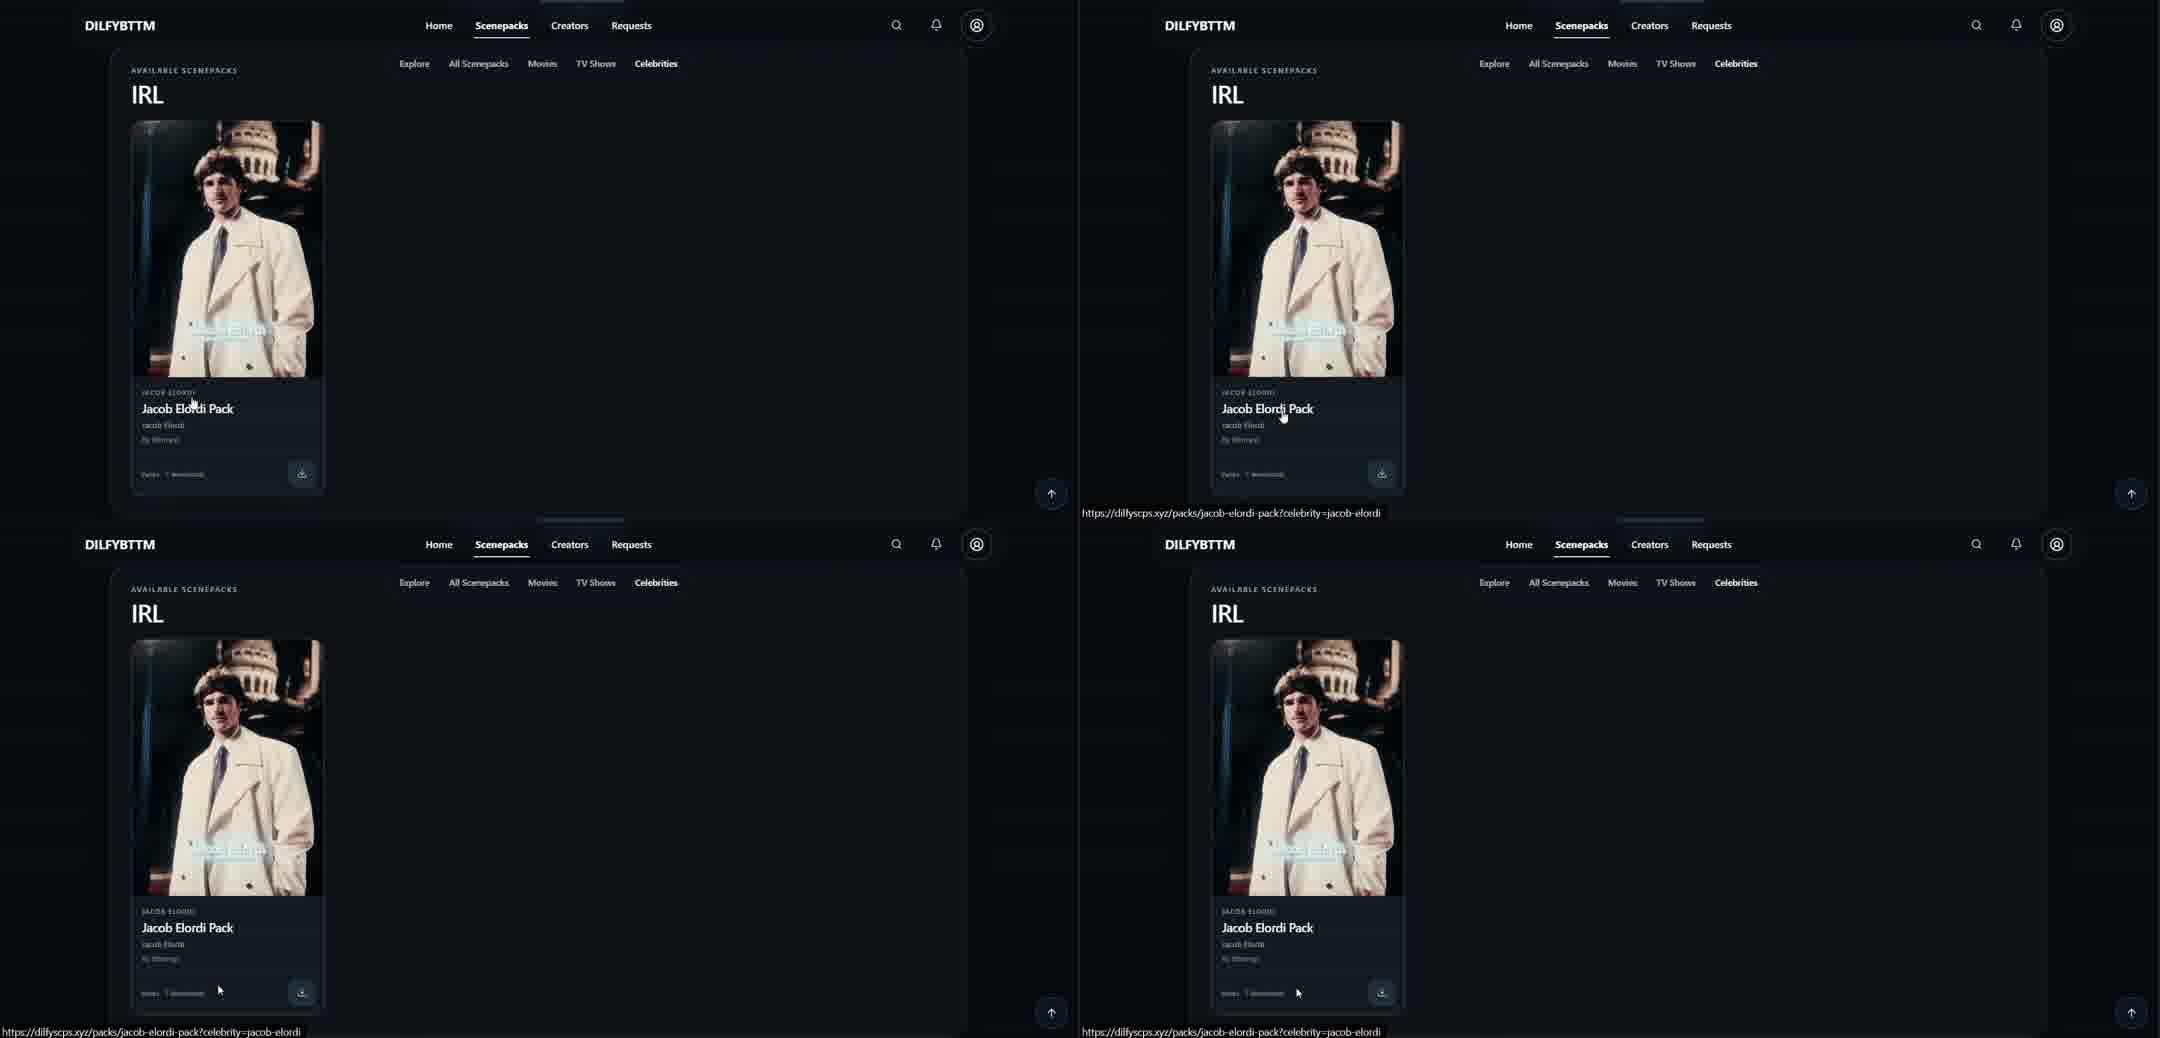 DILFYBTTM Home Scenepacks Creators Requests
Explore All Scenepacks Movies TV Shows Celebrities
AVAILABLE SCENEPACKS
IRL
JACOB ELORDI
Jacob Elordi Pack
Jacob Elordi
DILFYBTTM Home Scenepacks Creators Requests
Explore All Scenepacks Movies TV Shows Celebrities
AVAILABLE SCENEPACKS
IRL
JACOB ELORDI
Jacob Elordi Pack
Jacob Elordi
https://dilfyscps.xyz/packs/jacob-elordi-pack?celebrity=jacob-elordi
DILFYBTTM Home Scenepacks Creators Requests
Explore All Scenepacks Movies TV Shows Celebrities
AVAILABLE SCENEPACKS
IRL
JACOB ELORDI
Jacob Elordi Pack
Jacob Elordi
https://dilfyscps.xyz/packs/jacob-elordi-pack?celebrity=jacob-elordi
DILFYBTTM Home Scenepacks Creators Requests
Explore All Scenepacks Movies TV Shows Celebrities
AVAILABLE SCENEPACKS
IRL
JACOB ELORDI
Jacob Elordi Pack
Jacob Elordi
https://dilfyscps.xyz/packs/jacob-elordi-pack?celebrity=jacob-elordi